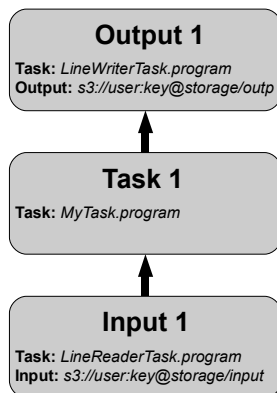 Output 1
Task: LineWriterTask.program
Output: s3://user:key@storage/outp
Task 1
Task: MyTask.program
Input 1
Task: LineReaderTask.program
Input: s3://user:key@storage/input